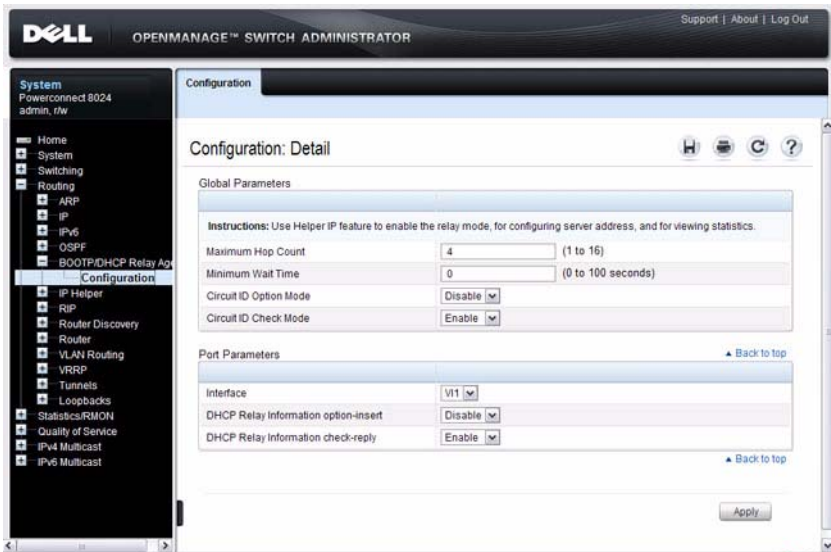 Support | About | Log Out
DELL OPENMANAGE™ SWITCH ADMINISTRATOR
System
Powerconnect 8024
admin, r/w
Home
System
Switching
Routing
ARP
IP
IPv6
OSPF
BOOTP/DHCP Relay Age
Configuration
IP Helper
RIP
Router Discovery
Router
VLAN Routing
VRRP
Tunnels
Loopbacks
Statistics/RMON
Quality of Service
IPv4 Multicast
IPv6 Multicast
Configuration
Configuration: Detail
Global Parameters
Instructions: Use Helper IP feature to enable the relay mode, for configuring server address, and for viewing statistics.
Maximum Hop Count 4 (1 to 16)
Minimum Wait Time 0 (0 to 100 seconds)
Circuit ID Option Mode Disable
Circuit ID Check Mode Enable
Port Parameters Back to top
Interface Vl1
DHCP Relay Information option-insert Disable
DHCP Relay Information check-reply Enable
Back to top
Apply